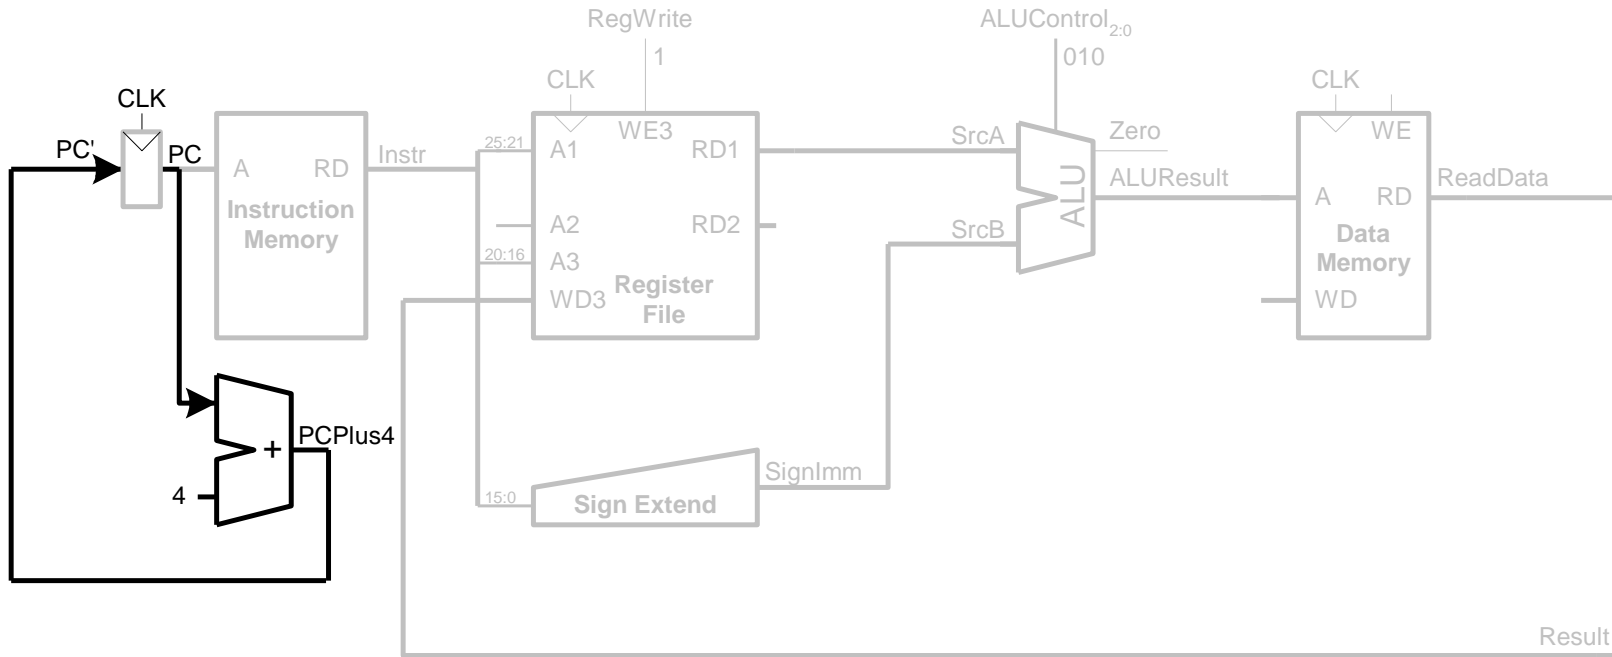 RegWrite
ALUControl2:0
1
010
CLK
CLK
CLK
PC'
PC
A
RD
Instr
Instruction
Memory
25:21
A1
WE3
RD1
A2
RD2
20:16
A3
WD3
Register
File
SrcA
SrcB
ALU
Zero
ALUResult
WE
A
RD
ReadData
Data
Memory
WD
+
PCPlus4
4
15:0
Sign Extend
SignImm
Result